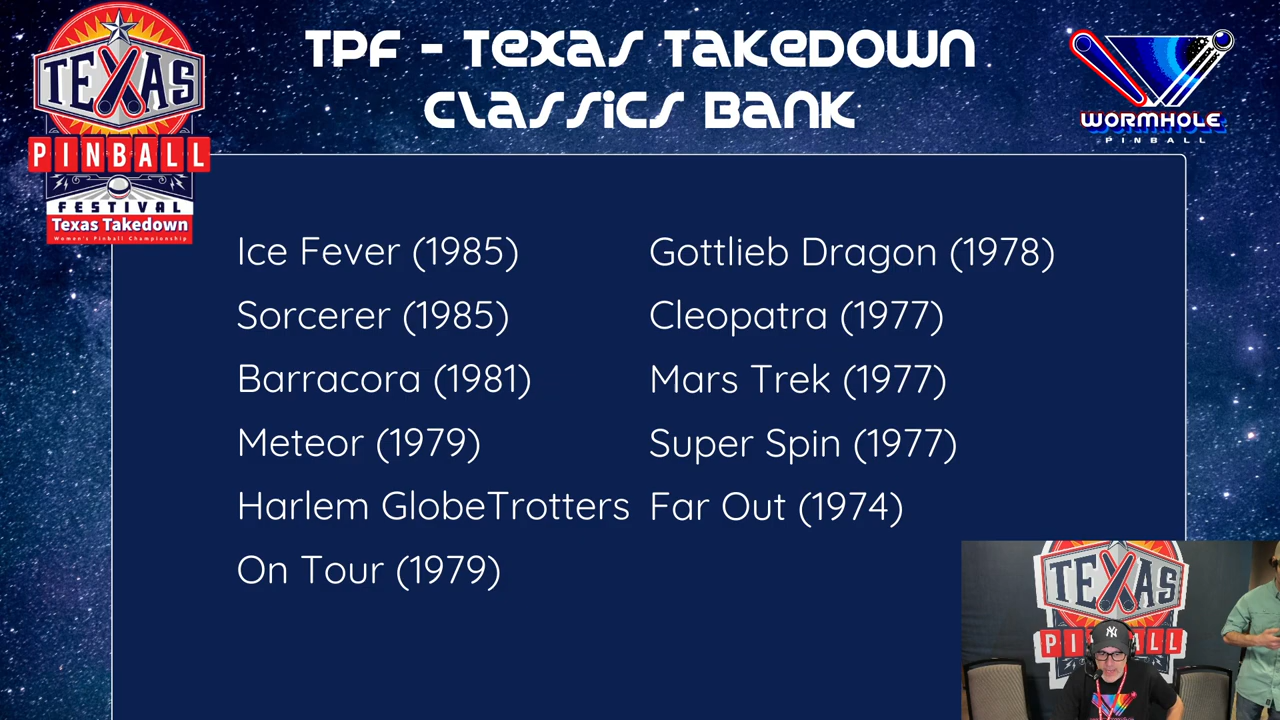 TPF - Texas Takedown
Classics Bank
TEXAS
PINBALL
FESTIVAL
Texas Takedown
Women's Pinball Championship
WORMHOLE
PINBALL
Ice Fever (1985)
Sorcerer (1985)
Barracora (1981)
Meteor (1979)
Harlem GlobeTrotters
On Tour (1979)
Gottlieb Dragon (1978)
Cleopatra (1977)
Mars Trek (1977)
Super Spin (1977)
Far Out (1974)
TEXAS
PINBALL
NY